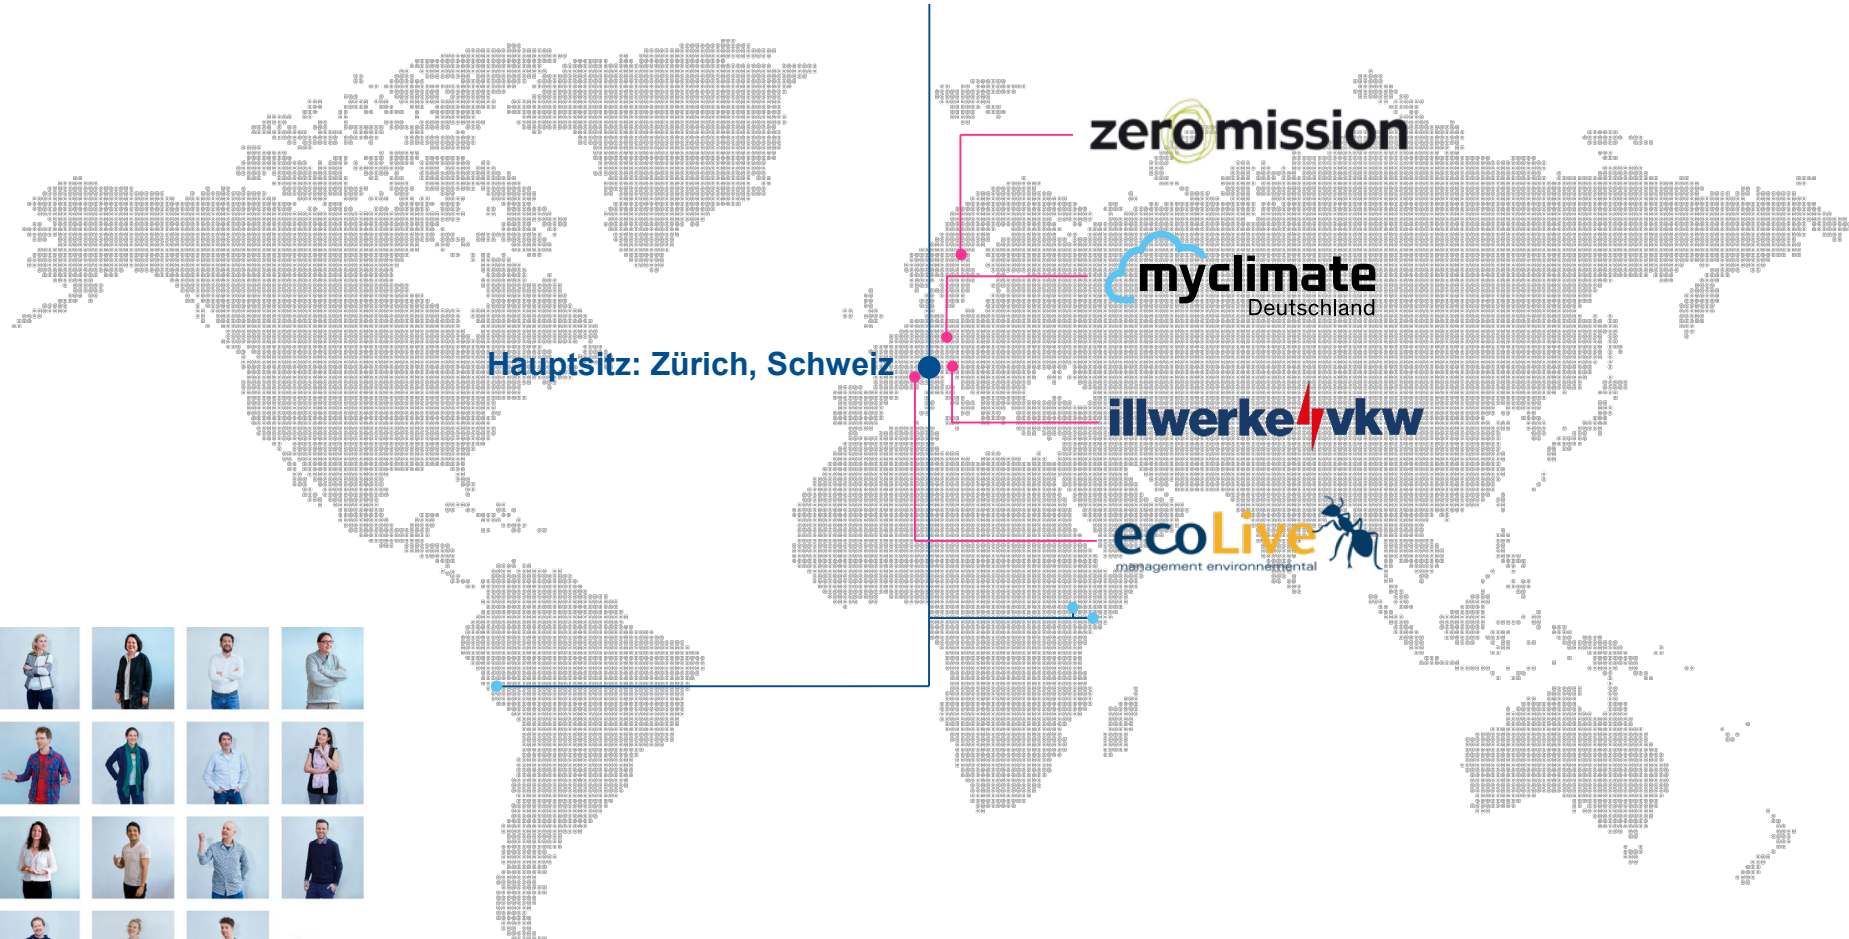 zeromission
myclimate
Deutschland
Hauptsitz: Zürich, Schweiz
illwerke vkw
ecoLive
management environnemental